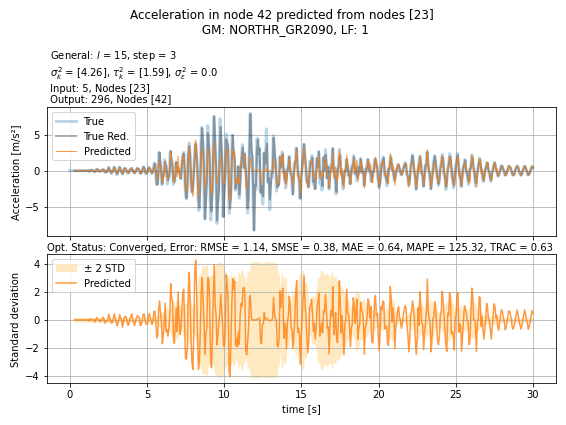 Acceleration in node 42 predicted from nodes [23]
GM: NORTHR_GR2090, LF: 1
General: l = 15, step = 3
σ²ₖ = [4.26], τ²ₖ = [1.59], σ²ε = 0.0
Input: 5, Nodes [23]
Output: 296, Nodes [42]
True
True Red.
Predicted
Acceleration [m/s²]
5
0
−5
Opt. Status: Converged, Error: RMSE = 1.14, SMSE = 0.38, MAE = 0.64, MAPE = 125.32, TRAC = 0.63
± 2 STD
Predicted
Standard deviation
4
2
0
−2
−4
0 5 10 15 20 25 30
time [s]